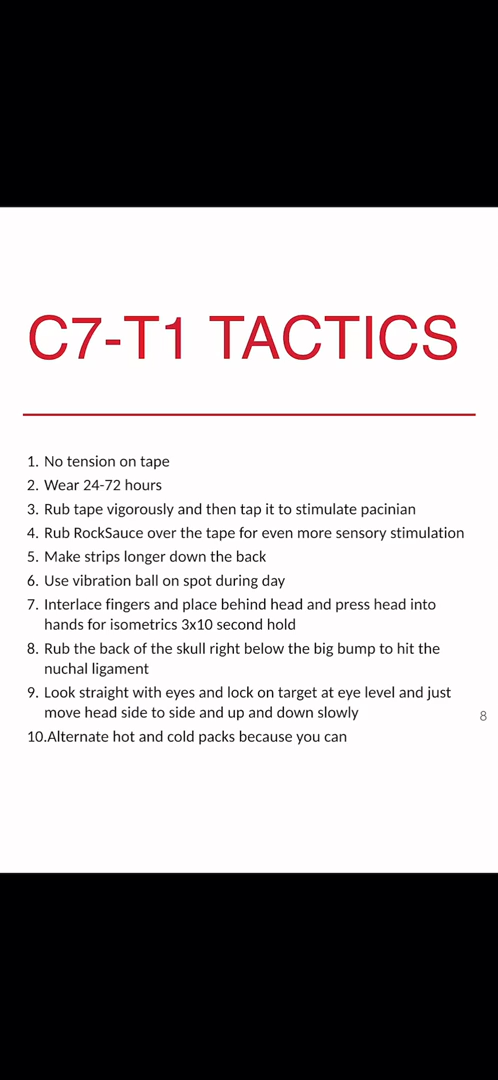 C7-T1 TACTICS
1. No tension on tape
2. Wear 24-72 hours
3. Rub tape vigorously and then tap it to stimulate pacinian
4. Rub RockSauce over the tape for even more sensory stimulation
5. Make strips longer down the back
6. Use vibration ball on spot during day
7. Interlace fingers and place behind head and press head into
hands for isometrics 3x10 second hold
8. Rub the back of the skull right below the big bump to hit the
nuchal ligament
9. Look straight with eyes and lock on target at eye level and just
move head side to side and up and down slowly
8
10.Alternate hot and cold packs because you can